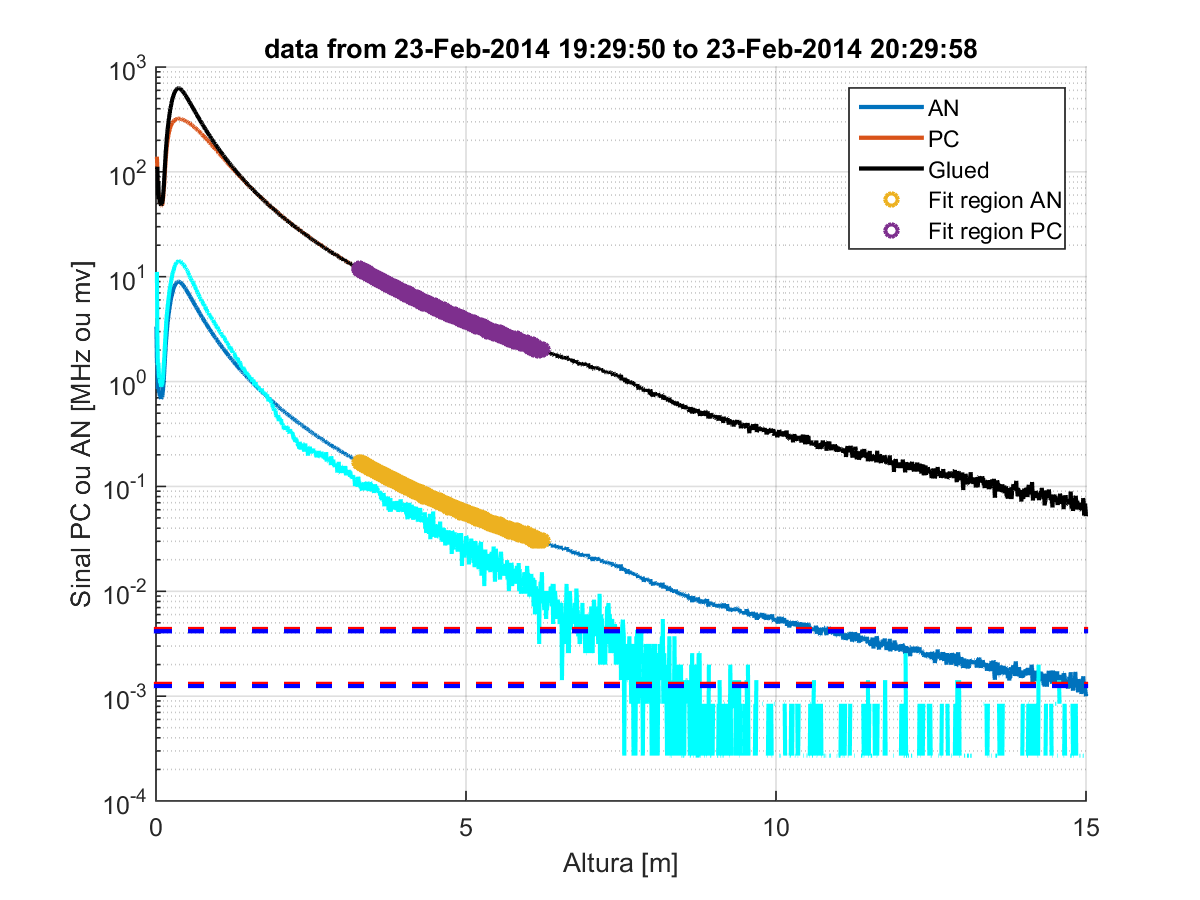 data from 23-Feb-2014 19:29:50 to 23-Feb-2014 20:29:58
10^3
AN
PC
10^2
Glued
Fit region AN
Fit region PC
10^1
10^0
10^-1
10^-2
10^-3
10^-4
Sinal PC ou AN [MHz ou mv]
0
5
10
15
Altura [m]